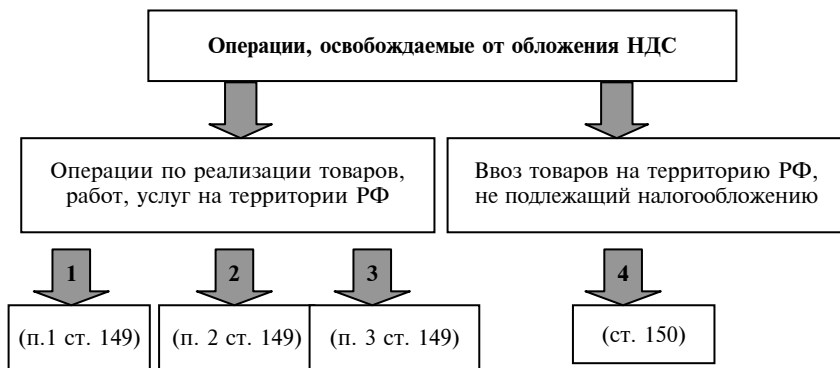 Операции, освобождаемые от обложения НДС
Операции по реализации товаров,
работ, услуг на территории РФ
Ввоз товаров на территорию РФ,
не подлежащий налогообложению
1
2
3
4
(п.1 ст. 149)
(п. 2 ст. 149)
(п. 3 ст. 149)
(ст. 150)